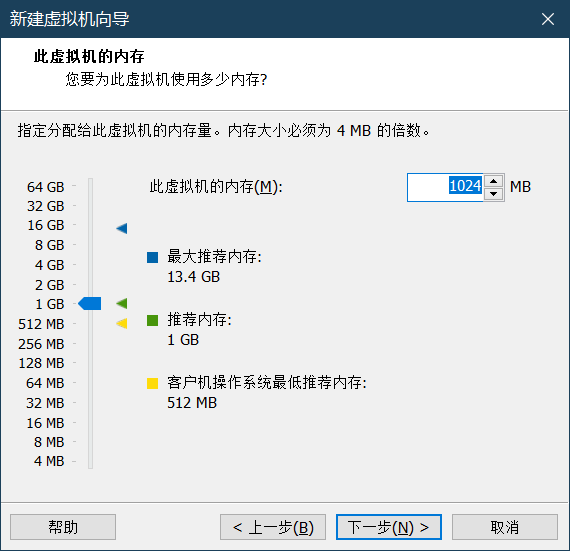 新建虚拟机向导
此虚拟机的内存
您要为此虚拟机使用多少内存?
指定分配给此虚拟机的内存量。内存大小必须为 4 MB 的倍数。
64 GB
32 GB
16 GB
8 GB
4 GB
2 GB
1 GB
512 MB
256 MB
128 MB
64 MB
32 MB
16 MB
8 MB
4 MB
此虚拟机的内存(M):
1024 MB
最大推荐内存:
13.4 GB
推荐内存:
1 GB
客户机操作系统最低推荐内存:
512 MB
帮助
< 上一步(B)
下一步(N) >
取消